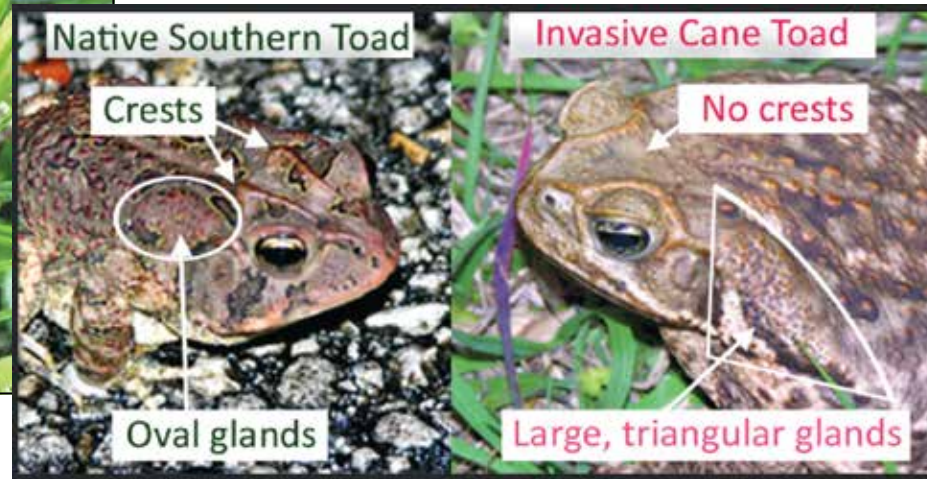 Native Southern Toad
Crests
Oval glands
Invasive Cane Toad
No crests
Large, triangular glands